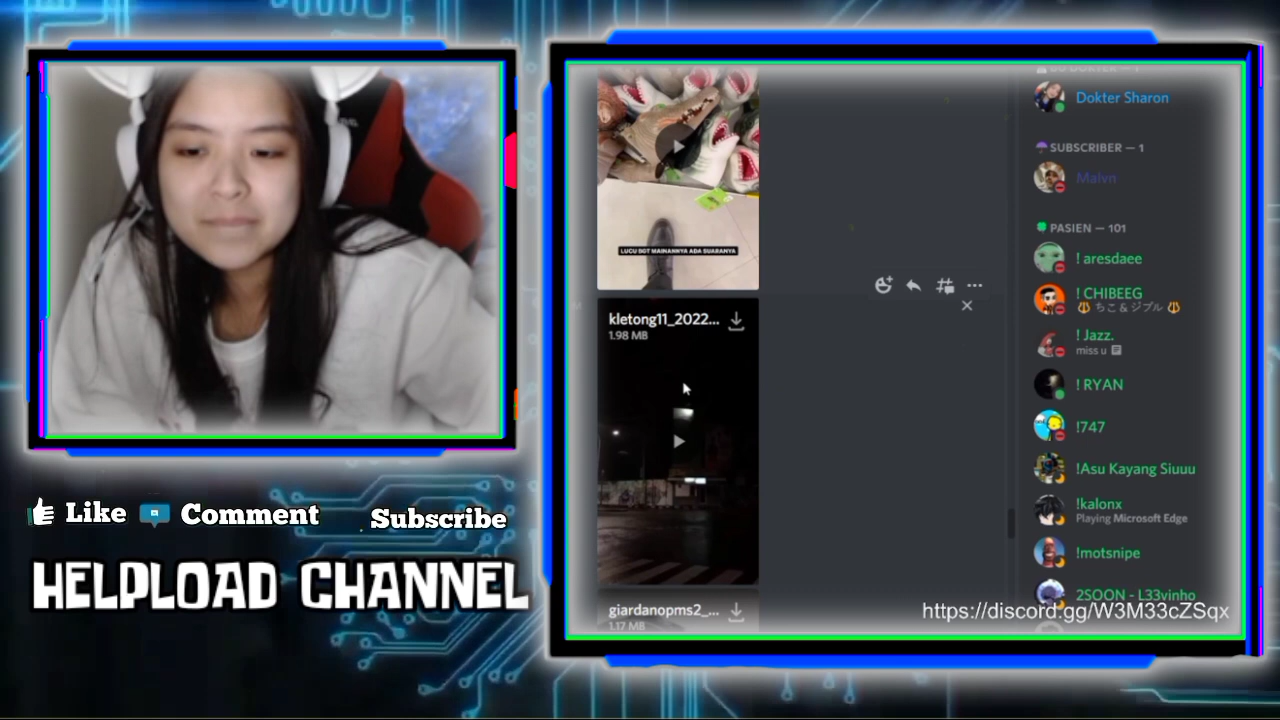 Like
Comment
Subscribe
HELPLOAD CHANNEL
LUCU BGT MAINANNYA ADA SUARANYA
kletong11_2022...
1.98 MB
giardanopms2_...
1.17 MB
Dokter Sharon
SUBSCRIBER — 1
Malvn
PASIEN — 101
! aresdaee
! CHIBEEG
ちこ & ジブル
! Jazz.
miss u
! RYAN
!747
!Asu Kayang Siuuu
!kalonx
Playing Microsoft Edge
!motsnipe
2SOON - L33vinho
https://discord.gg/W3M33cZSqx